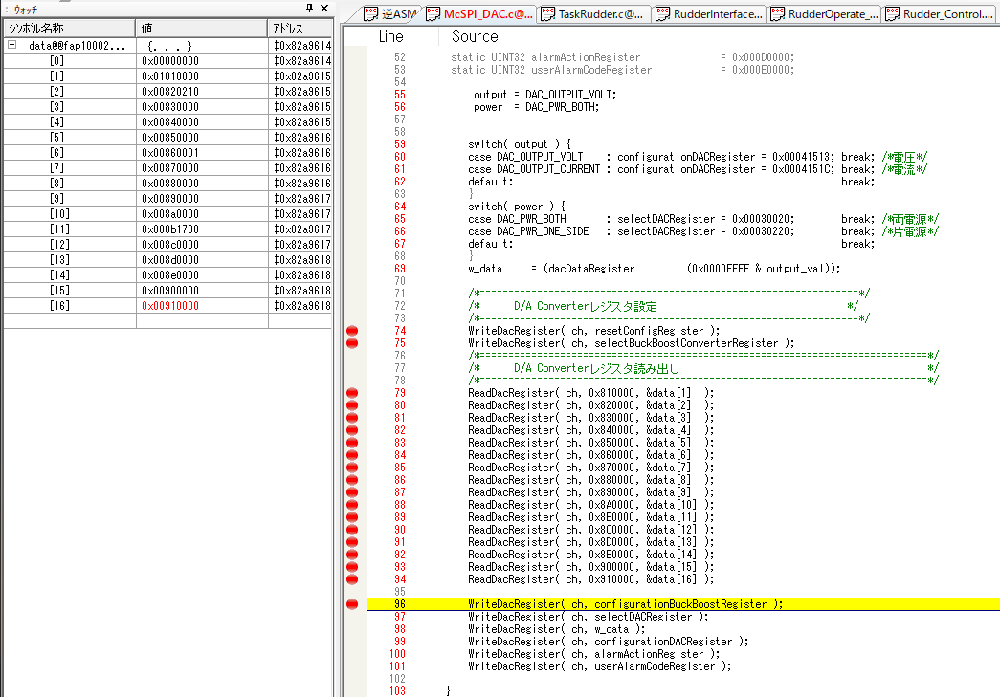 ウォッチ
シンボル名称 値 アドレス
data@@fap10002... {. . .} #0x82a9614
[0] 0x00000000 #0x82a9614
[1] 0x01810000 #0x82a9615
[2] 0x00820210 #0x82a9615
[3] 0x00830000 #0x82a9615
[4] 0x00840000 #0x82a9615
[5] 0x00850000 #0x82a9616
[6] 0x00860001 #0x82a9616
[7] 0x00870000 #0x82a9616
[8] 0x00880000 #0x82a9616
[9] 0x00890000 #0x82a9617
[10] 0x008a0000 #0x82a9617
[11] 0x008b1700 #0x82a9617
[12] 0x008c0000 #0x82a9617
[13] 0x008d0000 #0x82a9618
[14] 0x008e0000 #0x82a9618
[15] 0x00900000 #0x82a9618
[16] 0x00910000 #0x82a9618
逆ASM McSPI_DAC.c@... TaskRudder.c@... RudderInterface... RudderOperate_... Rudder_Control....
Line Source
52 static UINT32 alarmActionRegister = 0x000D0000;
53 static UINT32 userAlarmCodeRegister = 0x000E0000;
54
55 output = DAC_OUTPUT_VOLT;
56 power = DAC_PWR_BOTH;
57
58
59 switch( output ) {
60 case DAC_OUTPUT_VOLT : configurationDACRegister = 0x00041513; break; /*電圧*/
61 case DAC_OUTPUT_CURRENT : configurationDACRegister = 0x0004151C; break; /*電流*/
62 default: break;
63 }
64 switch( power ) {
65 case DAC_PWR_BOTH : selectDACRegister = 0x00030020; break; /*両電源*/
66 case DAC_PWR_ONE_SIDE : selectDACRegister = 0x00030220; break; /*片電源*/
67 default: break;
68 }
69 w_data = (dacDataRegister | (0x0000FFFF & output_val));
70
71 /*==================================================================*/
72 /* D/A Converterレジスタ設定 */
73 /*==================================================================*/
74 WriteDacRegister( ch, resetConfigRegister );
75 WriteDacRegister( ch, selectBuckBoostConverterRegister );
76 /*==============================================================================*/
77 /* D/A Converterレジスタ読み出し */
78 /*==============================================================================*/
79 ReadDacRegister( ch, 0x810000, &data[1] );
80 ReadDacRegister( ch, 0x820000, &data[2] );
81 ReadDacRegister( ch, 0x830000, &data[3] );
82 ReadDacRegister( ch, 0x840000, &data[4] );
83 ReadDacRegister( ch, 0x850000, &data[5] );
84 ReadDacRegister( ch, 0x860000, &data[6] );
85 ReadDacRegister( ch, 0x870000, &data[7] );
86 ReadDacRegister( ch, 0x880000, &data[8] );
87 ReadDacRegister( ch, 0x890000, &data[9] );
88 ReadDacRegister( ch, 0x8A0000, &data[10] );
89 ReadDacRegister( ch, 0x8B0000, &data[11] );
90 ReadDacRegister( ch, 0x8C0000, &data[12] );
91 ReadDacRegister( ch, 0x8D0000, &data[13] );
92 ReadDacRegister( ch, 0x8E0000, &data[14] );
93 ReadDacRegister( ch, 0x900000, &data[15] );
94 ReadDacRegister( ch, 0x910000, &data[16] );
95
96 WriteDacRegister( ch, configurationBuckBoostRegister );
97 WriteDacRegister( ch, selectDACRegister );
98 WriteDacRegister( ch, w_data );
99 WriteDacRegister( ch, configurationDACRegister );
100 WriteDacRegister( ch, alarmActionRegister );
101 WriteDacRegister( ch, userAlarmCodeRegister );
102
103 }